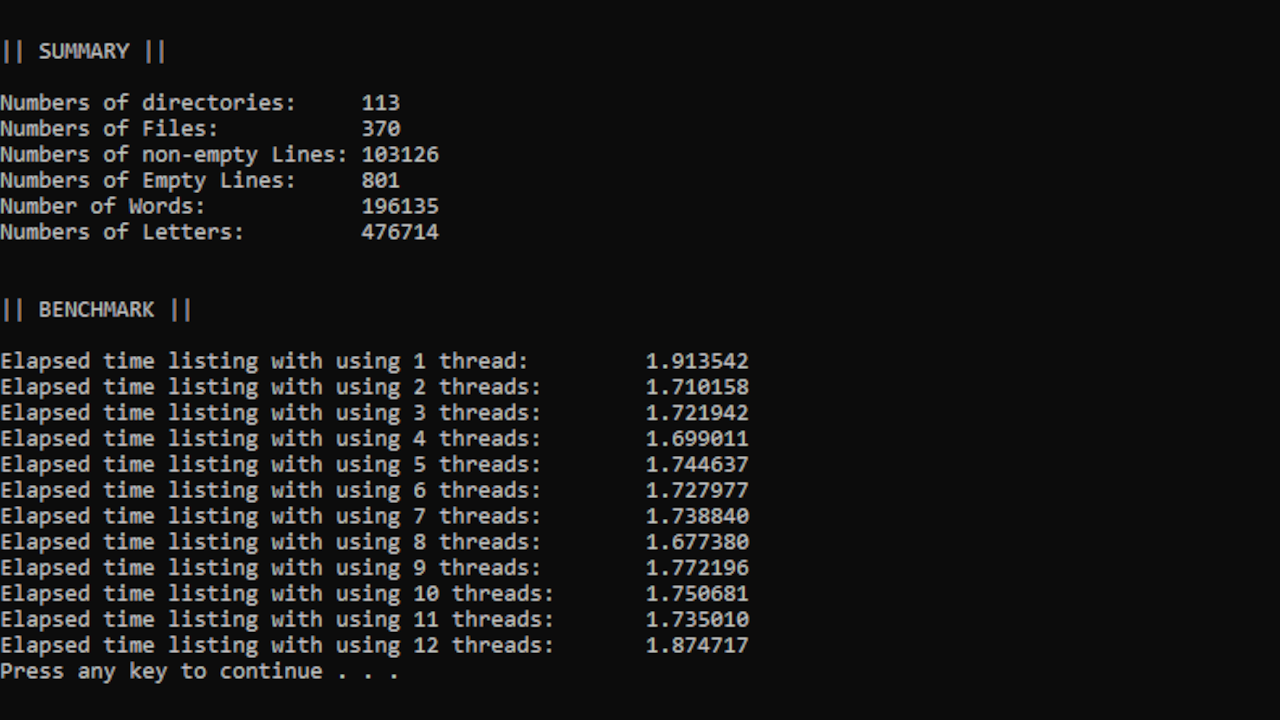 || SUMMARY ||
Numbers of directories: 113
Numbers of Files: 370
Numbers of non-empty Lines: 103126
Numbers of Empty Lines: 801
Number of Words: 196135
Numbers of Letters: 476714
|| BENCHMARK ||
Elapsed time listing with using 1 thread: 1.913542
Elapsed time listing with using 2 threads: 1.710158
Elapsed time listing with using 3 threads: 1.721942
Elapsed time listing with using 4 threads: 1.699011
Elapsed time listing with using 5 threads: 1.744637
Elapsed time listing with using 6 threads: 1.727977
Elapsed time listing with using 7 threads: 1.738840
Elapsed time listing with using 8 threads: 1.677380
Elapsed time listing with using 9 threads: 1.772196
Elapsed time listing with using 10 threads: 1.750681
Elapsed time listing with using 11 threads: 1.735010
Elapsed time listing with using 12 threads: 1.874717
Press any key to continue . . .